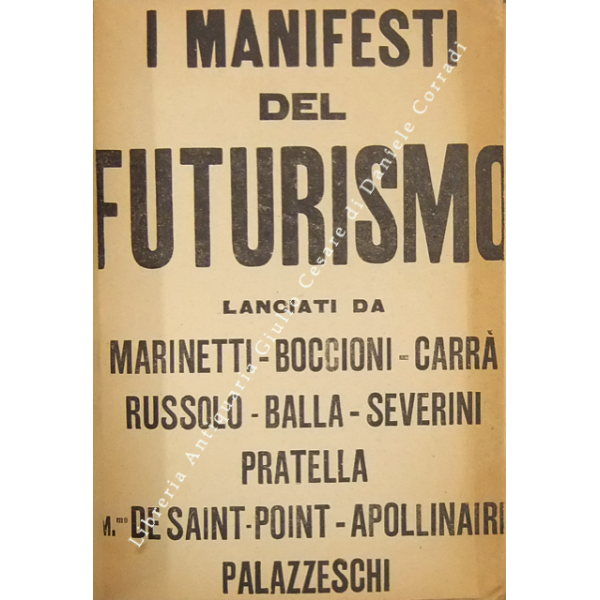 I MANIFESTI
DEL
FUTURISMO
LANCIATI DA
MARINETTI - BOCCIONI - CARRÀ
RUSSOLO - BALLA - SEVERINI
PRATELLA
M.me DE SAINT-POINT - APOLLINAIRE
PALAZZESCHI
Libreria Antiquaria Giulio Cesare di Daniele Corradi